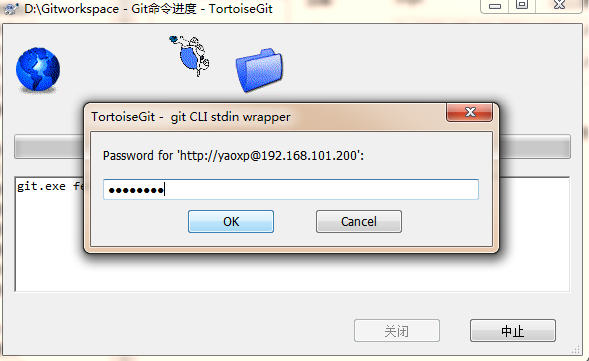 D:\Gitworkspace - Git命令进度 - TortoiseGit
TortoiseGit - git CLI stdin wrapper
Password for 'http://yaoxp@192.168.101.200':
●●●●●●●●
git.exe fe
OK
Cancel
关闭
中止